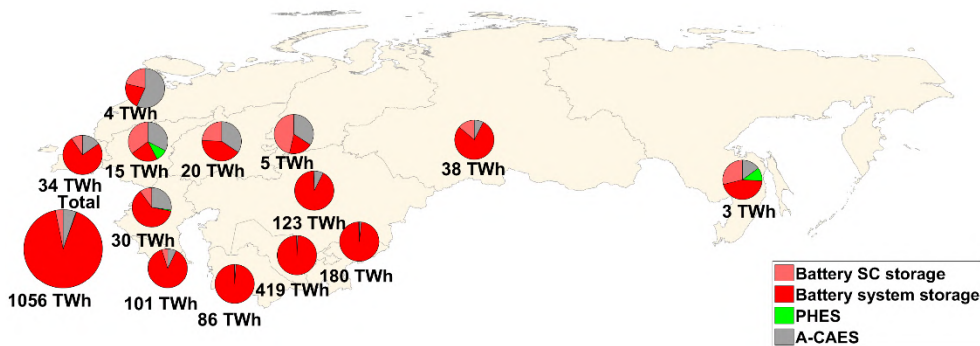 4 TWh
15 TWh
20 TWh
5 TWh
38 TWh
34 TWh
Total
123 TWh
3 TWh
30 TWh
180 TWh
1056 TWh
101 TWh
419 TWh
86 TWh
Battery SC storage
Battery system storage
PHES
A-CAES